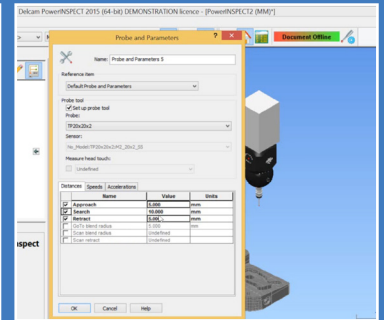 Delcam PowerINSPECT 2015 (64-bit) DEMONSTRATION licence - [PowerINSPECT2 (MM)*]
Document Offline
Probe and Parameters
? ×
Name: Probe and Parameters 5
Reference item
Default Probe and Parameters
Probe tool
Set up probe tool
Probe:
TP20x20x2
Sensor:
Measure head touch:
Undefined
Distances Speeds Accelerations
Name Value Units
Approach 5.000 mm
Search 10.000 mm
Retract 5.00 mm
GoTo blend radius 5.000 mm
Scan blend radius Undefined
Scan retract Undefined
OK Cancel Help
nspect